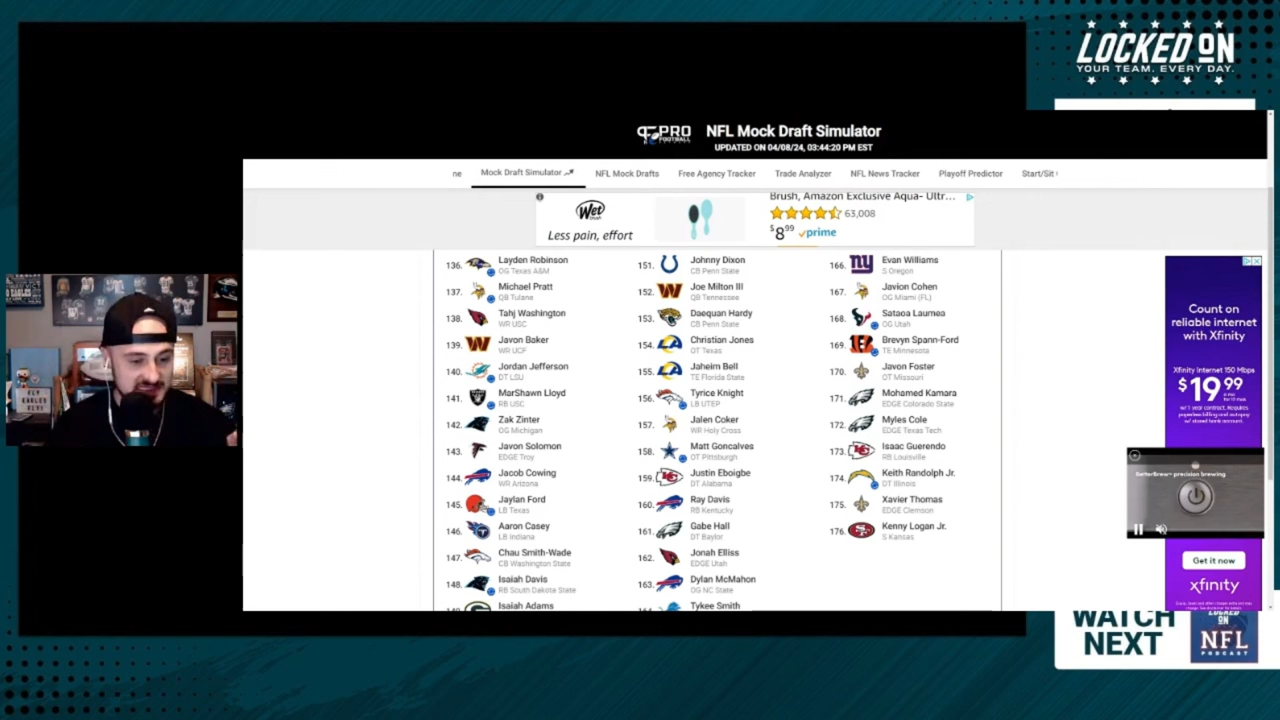 LOCKED ON
YOUR TEAM. EVERY DAY.
PRO
FOOTBALL
NFL Mock Draft Simulator
UPDATED ON 04/08/24, 03:44:20 PM EST
ne
Mock Draft Simulator
NFL Mock Drafts
Free Agency Tracker
Trade Analyzer
NFL News Tracker
Playoff Predictor
Start/Sit
Wet
Less pain, effort
Brush, Amazon Exclusive Aqua- Ultr...
63,008
$8.99 prime
136. Layden Robinson
OG Texas A&M
137. Michael Pratt
QB Tulane
138. Tahj Washington
WR USC
139. Javon Baker
WR UCF
140. Jordan Jefferson
DT LSU
141. MarShawn Lloyd
RB USC
142. Zak Zinter
OG Michigan
143. Javon Solomon
EDGE Troy
144. Jacob Cowing
WR Arizona
145. Jaylan Ford
LB Texas
146. Aaron Casey
LB Indiana
147. Chau Smith-Wade
CB Washington State
148. Isaiah Davis
RB South Dakota State
Isaiah Adams
151. Johnny Dixon
CB Penn State
152. Joe Milton III
QB Tennessee
153. Daequan Hardy
CB Penn State
154. Christian Jones
OT Texas
155. Jaheim Bell
TE Florida State
156. Tyrice Knight
LB UTEP
157. Jalen Coker
WR Holy Cross
158. Matt Goncalves
OT Pittsburgh
159. Justin Eboigbe
DT Alabama
160. Ray Davis
RB Kentucky
161. Gabe Hall
DT Baylor
162. Jonah Elliss
EDGE Utah
163. Dylan McMahon
OG NC State
Tykee Smith
166. Evan Williams
S Oregon
167. Javion Cohen
OG Miami (FL)
168. Sataoa Laumea
OG Utah
169. Brevyn Spann-Ford
TE Minnesota
170. Javon Foster
OT Missouri
171. Mohamed Kamara
EDGE Colorado State
172. Myles Cole
EDGE Texas Tech
173. Isaac Guerendo
RB Louisville
174. Keith Randolph Jr.
DT Illinois
175. Xavier Thomas
EDGE Clemson
176. Kenny Logan Jr.
S Kansas
Count on
reliable internet
with Xfinity
Xfinity Internet 150 Mbps
$19.99
BetterBrew™ precision brewing
Get it now
xfinity
FLY
EAGLES
FLY!
WATCH
NEXT
LOCKED
ON
NFL
PODCAST